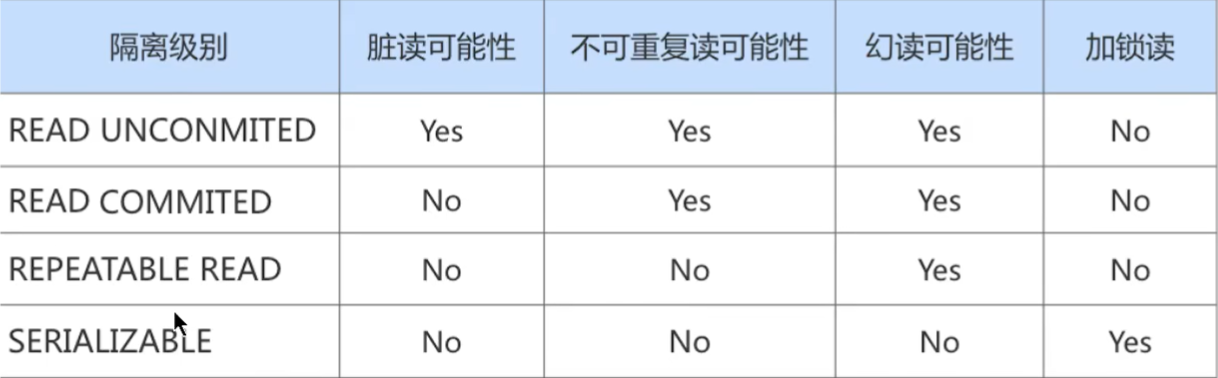 隔离级别 脏读可能性 不可重复读可能性 幻读可能性 加锁读
READ UNCONMITED Yes Yes Yes No
READ COMMITED No Yes Yes No
REPEATABLE READ No No Yes No
SERIALIZABLE No No No Yes